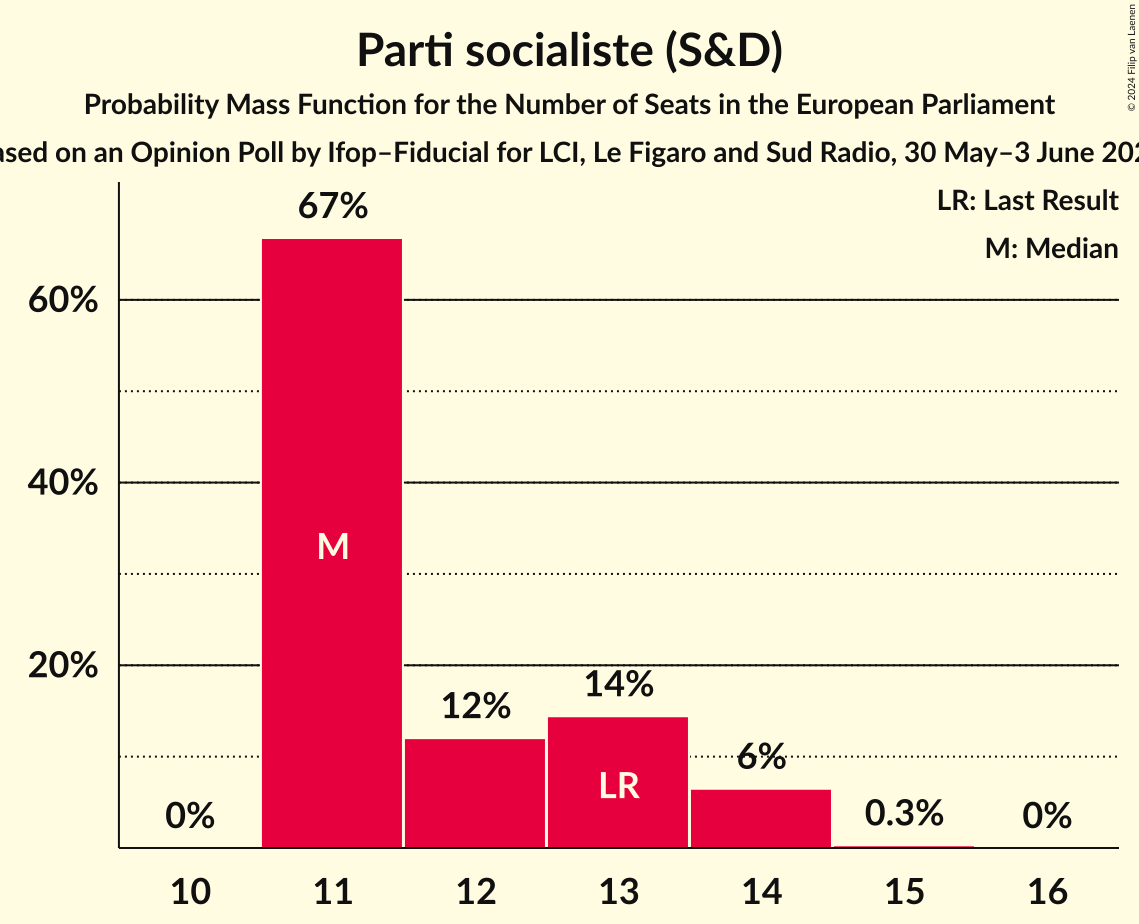 Parti socialiste (S&D)
Probability Mass Function for the Number of Seats in the European Parliament
on an Opinion Poll by Ifop–Fiducial for LCI, Le Figaro and Sud Radio, 30 May–3 June
© 2024 Filip van Laenen
LR: Last Result
M: Median
67%
60%
40%
M
20%
14%
12%
6%
LR
0%
0.3%
0%
10 11 12 13 14 15 16